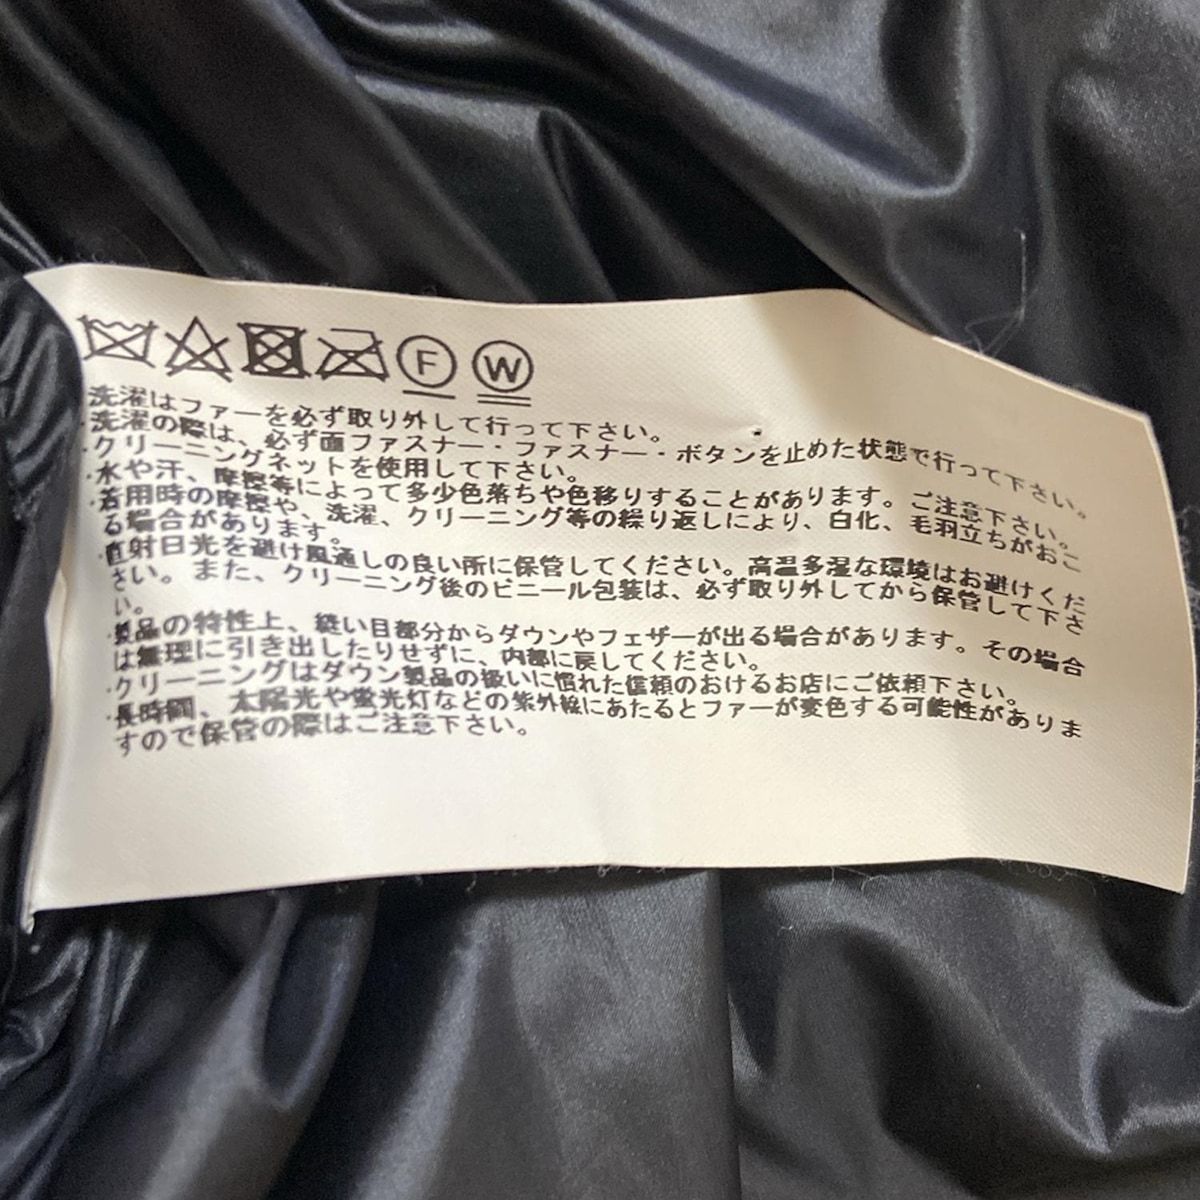 F W
・洗濯はファーを必ず取り外して行って下さい。
・洗濯の際は、必ず面ファスナー・ファスナー・ボタンを止めた状態で行って下さい。
・クリーニングネットを使用して下さい。
・水や汗、摩擦等によって多少色落ちや色移りすることがあります。ご注意下さい。
・着用時の摩擦や、洗濯、クリーニング等の繰り返しにより、白化、毛羽立ちがおこ
る場合があります。
・直射日光を避け風通しの良い所に保管してください。高温多湿な環境はお避けくだ
さい。また、クリーニング後のビニール包装は、必ず取り外してから保管して下さ
い。
・製品の特性上、縫い目部分からダウンやフェザーが出る場合があります。その場合
は無理に引き出したりせずに、内部に戻してください。
・クリーニングはダウン製品の扱いに慣れた信頼のおけるお店にご依頼下さい。
・長時間、太陽光や蛍光灯などの紫外線にあたるとファーが変色する可能性がありま
すので保管の際はご注意下さい。